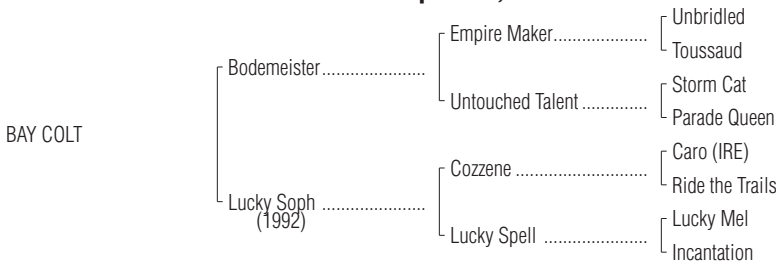 Unbridled
Empire Maker.....................
Toussaud
Bodemeister.......................
Storm Cat
Untouched Talent ...............
Parade Queen
BAY COLT
Caro (IRE)
Cozzene ..............................
Ride the Trails
Lucky Soph .......................
(1992)
Lucky Mel
Lucky Spell .......................
Incantation